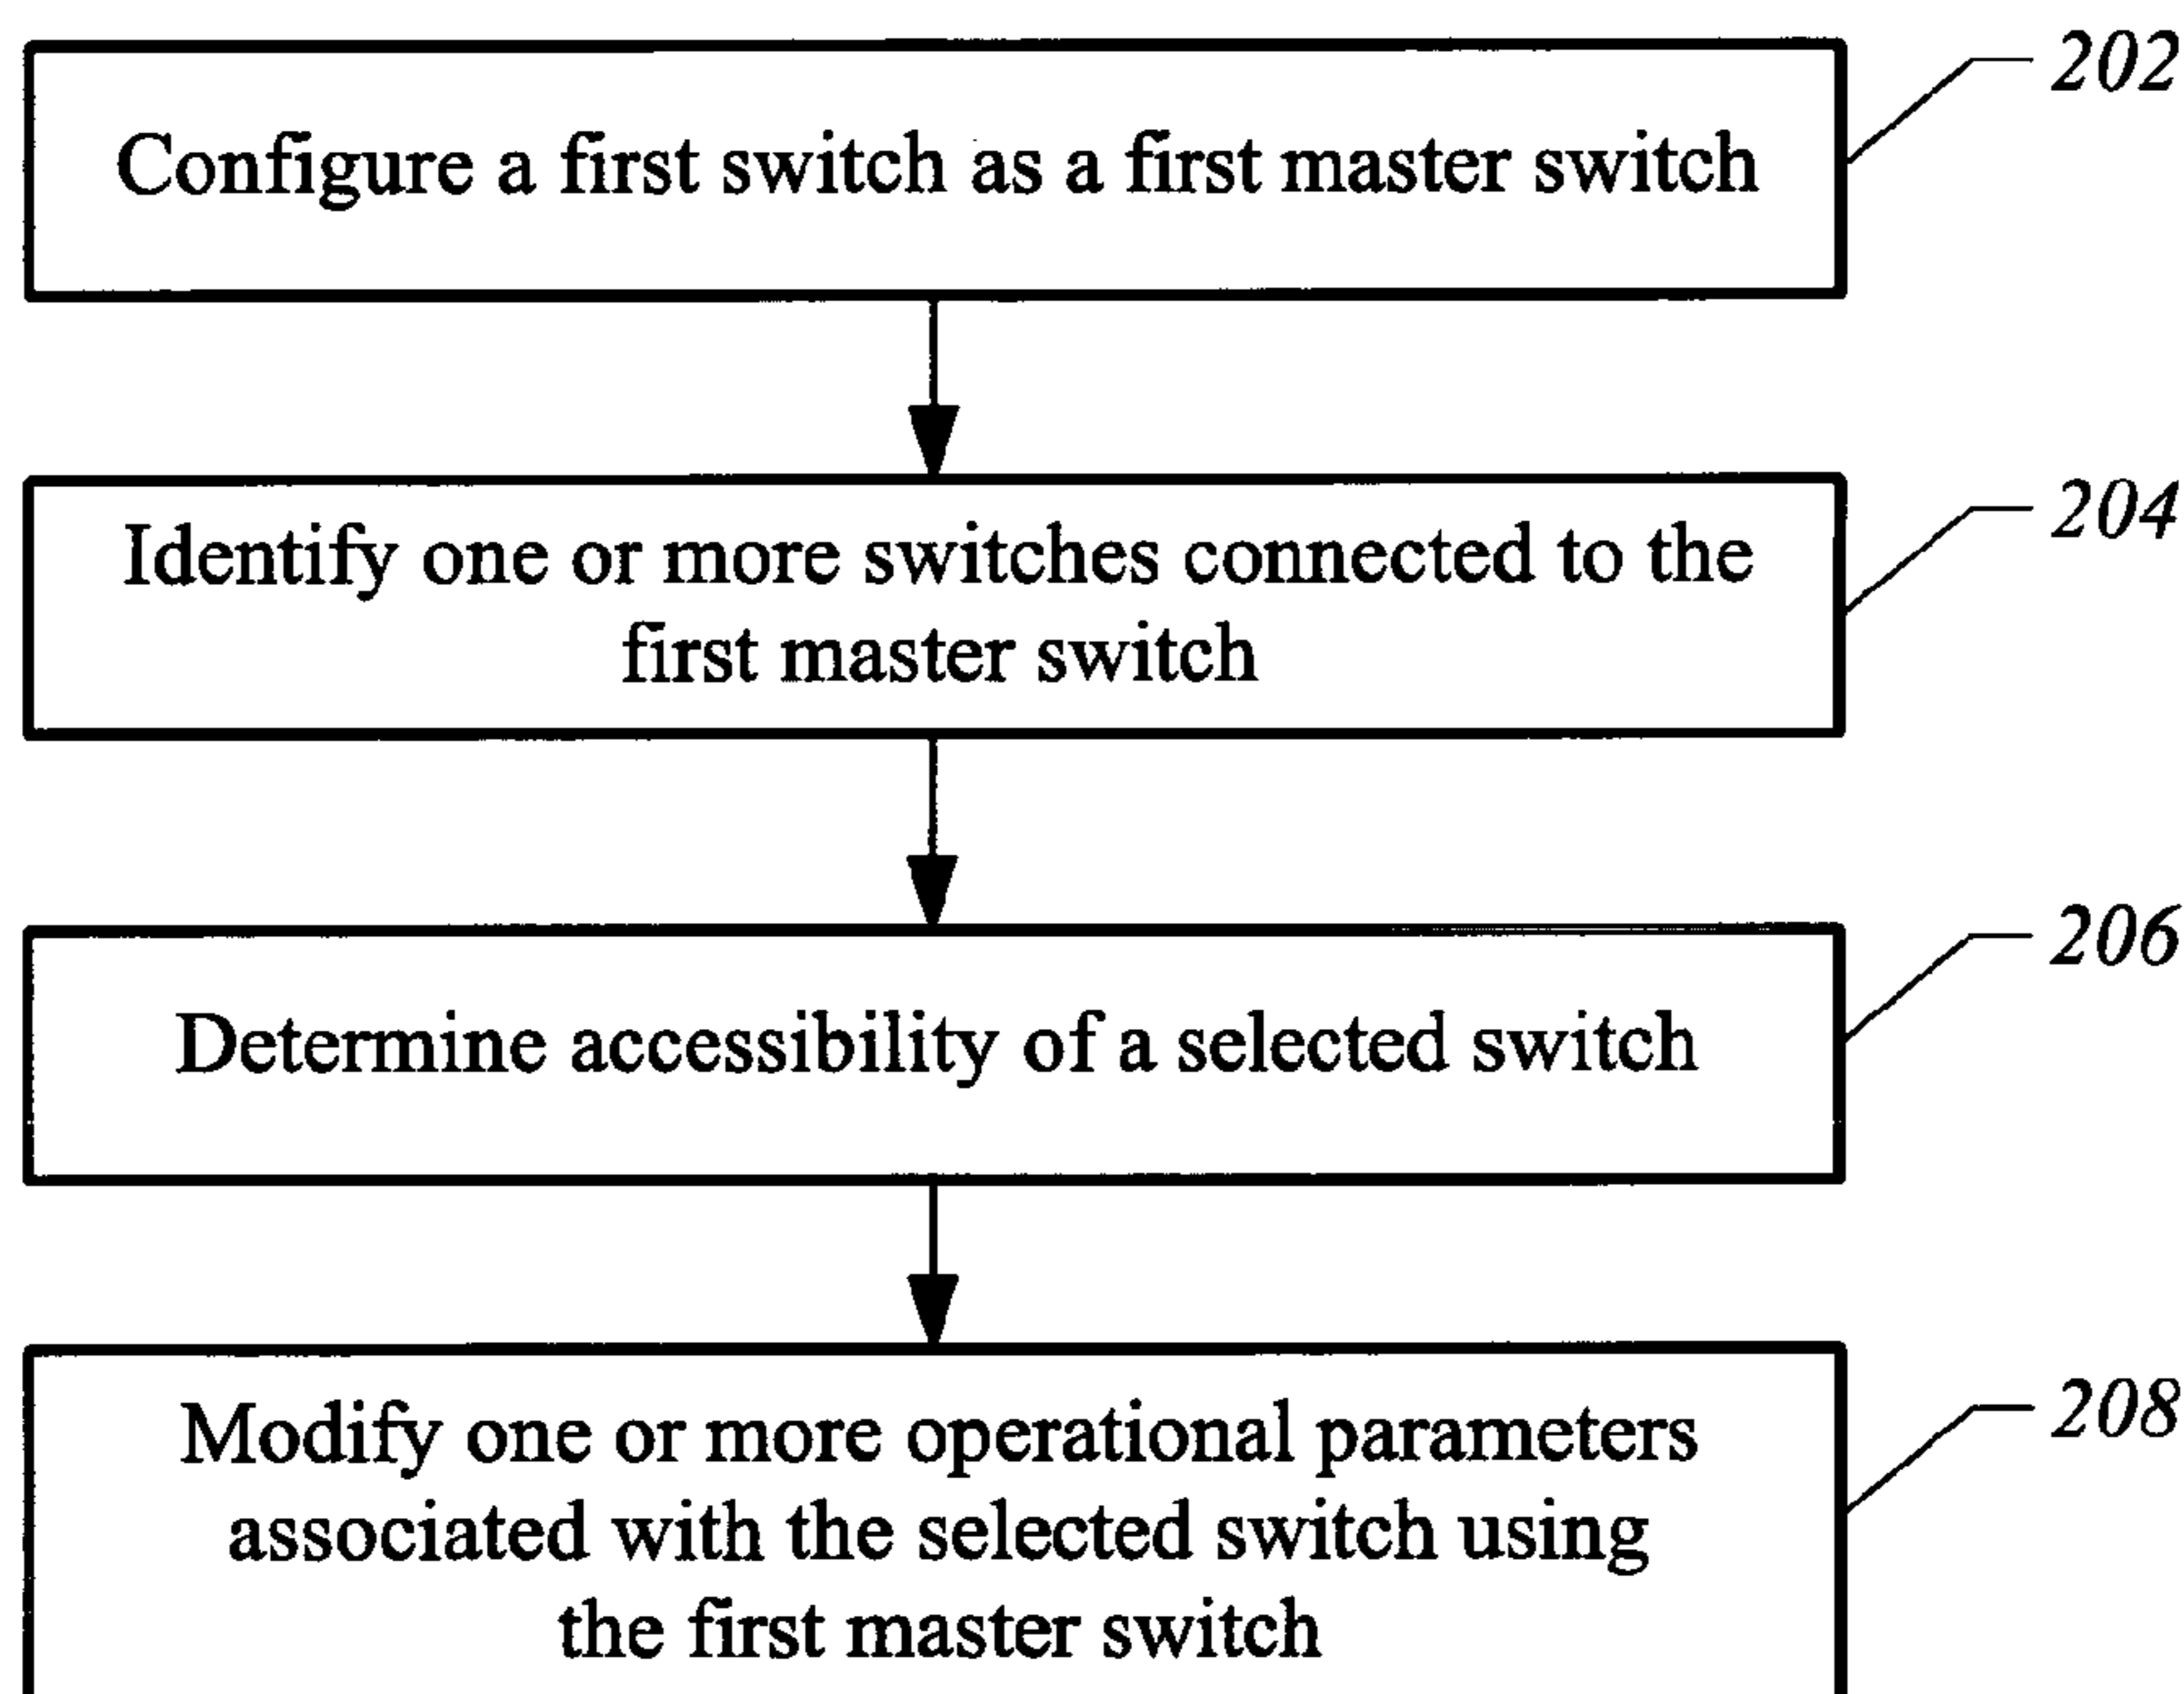 202
Configure a first switch as a first master switch
204
Identify one or more switches connected to the
first master switch
206
Determine accessibility of a selected switch
208
Modify one or more operational parameters
associated with the selected switch using
the first master switch